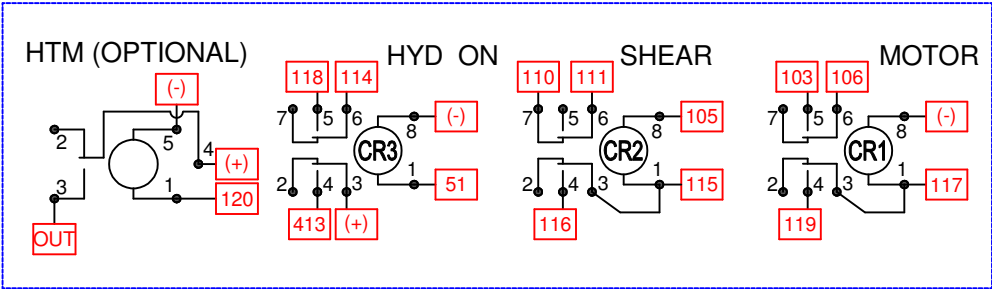 HTM (OPTIONAL) HYD ON SHEAR MOTOR
(-) 118 114 110 111 103 106
7 5 6 8 (-) 7 5 6 8 105 7 5 6 8 (-)
2 5 4 (+) CR3 CR2 CR1
3 1 120 2 4 3 1 51 2 4 3 1 115 2 4 3 1 117
OUT 413 (+) 116 119